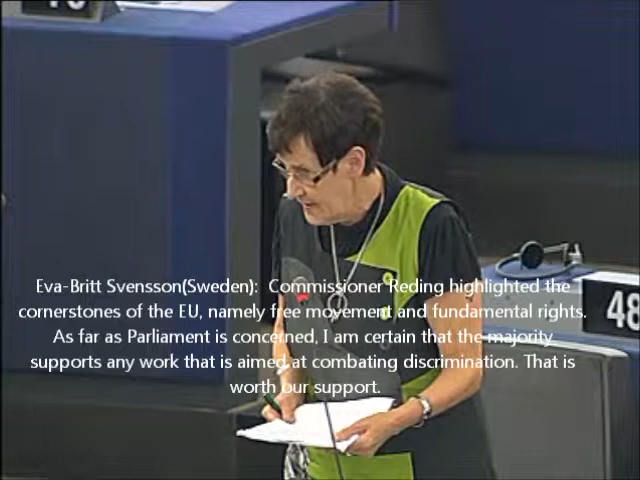 Eva-Britt Svensson(Sweden): Commissioner Reding highlighted the
cornerstones of the EU, namely free movement and fundamental rights.
As far as Parliament is concerned, I am certain that the majority
supports any work that is aimed at combating discrimination. That is
worth our support.
48